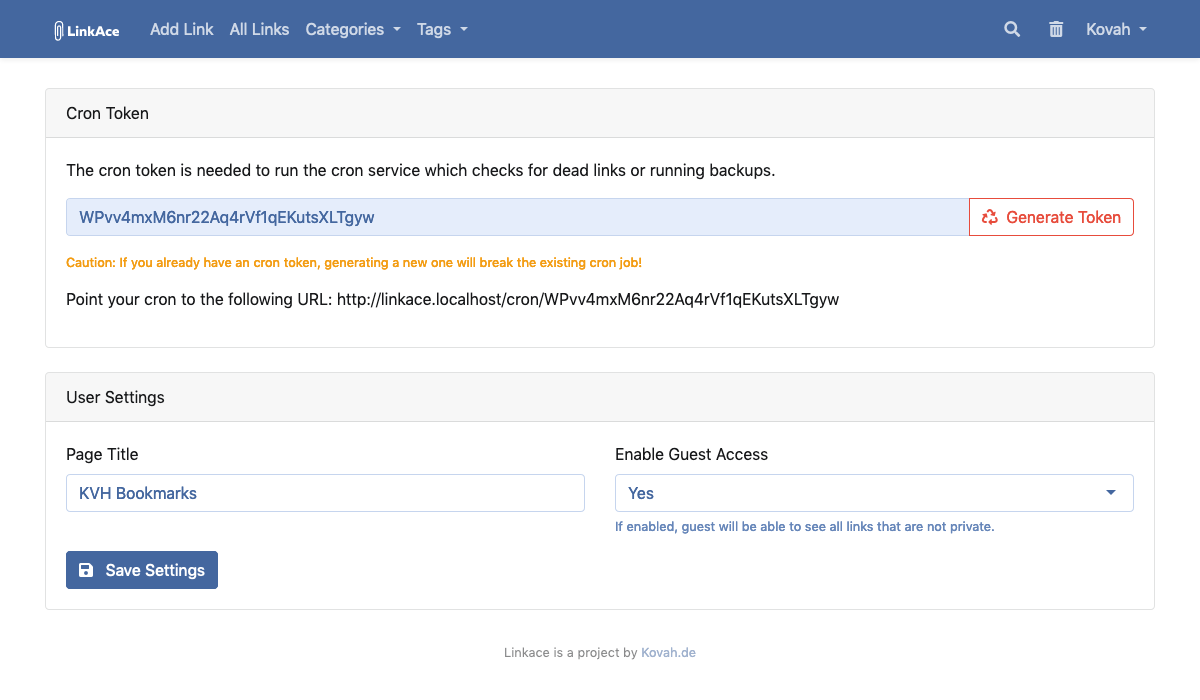 LinkAce Add Link All Links Categories Tags Kovah
Cron Token
The cron token is needed to run the cron service which checks for dead links or running backups.
WPvv4mxM6nr22Aq4rVf1qEKutsXLTgyw Generate Token
Caution: If you already have an cron token, generating a new one will break the existing cron job!
Point your cron to the following URL: http://linkace.localhost/cron/WPvv4mxM6nr22Aq4rVf1qEKutsXLTgyw
User Settings
Page Title Enable Guest Access
KVH Bookmarks Yes
If enabled, guest will be able to see all links that are not private.
Save Settings
Linkace is a project by Kovah.de